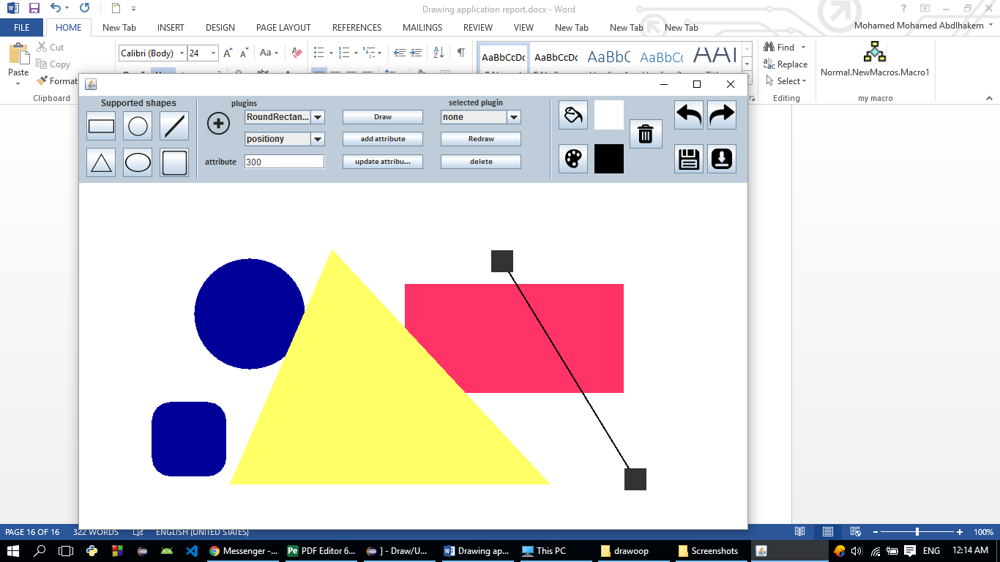 Drawing application report.docx - Word
FILE HOME New Tab INSERT DESIGN PAGE LAYOUT REFERENCES MAILINGS REVIEW VIEW New Tab New Tab New Tab Mohamed Mohamed Abdlhakem
Paste
Cut
Copy
Format
Clipboard
Calibri (Body) 24
Aa
AaBbCcDc AaBbCcDc AaBbC AaBbCc AAI
Find
Replace
Select
Editing
Normal.NewMacros.Macro1
my macro
Supported shapes
plugins
RoundRectan...
positiony
attribute 300
Draw
add attribute
update attribu...
selected plugin
none
Redraw
delete
PAGE 16 OF 16 322 WORDS ENGLISH (UNITED STATES) 100%
Messenger -... PDF Editor 6... ] - Draw/U... Drawing ap... This PC drawoop Screenshots ENG 12:14 AM